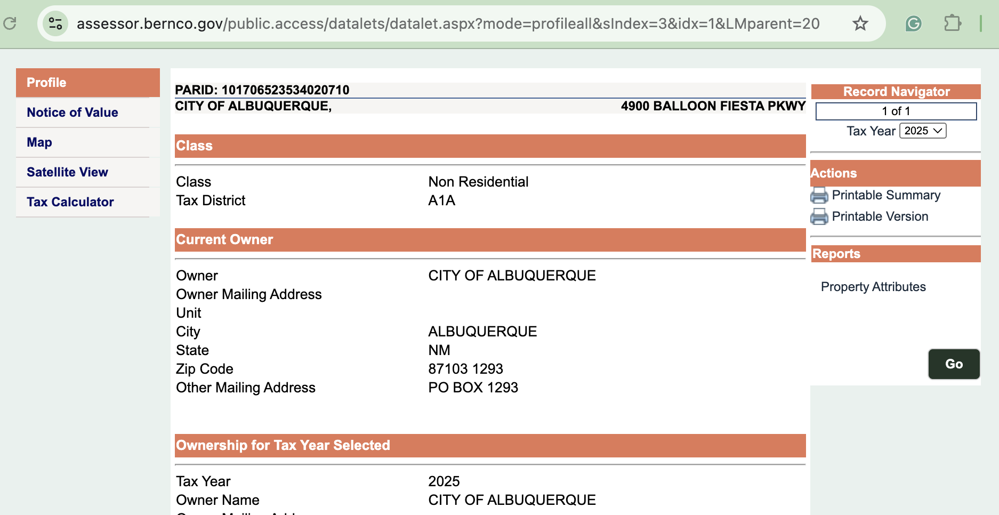 assessor.bernco.gov/public.access/datalets/datalet.aspx?mode=profileall&sIndex=3&idx=1&LMparent=20
Profile
Notice of Value
Map
Satellite View
Tax Calculator
PARID: 101706523534020710
CITY OF ALBUQUERQUE, 4900 BALLOON FIESTA PKWY
Class
Class Non Residential
Tax District A1A
Current Owner
Owner CITY OF ALBUQUERQUE
Owner Mailing Address
Unit
City ALBUQUERQUE
State NM
Zip Code 87103 1293
Other Mailing Address PO BOX 1293
Ownership for Tax Year Selected
Tax Year 2025
Owner Name CITY OF ALBUQUERQUE
Record Navigator
1 of 1
Tax Year 2025
Actions
Printable Summary
Printable Version
Reports
Property Attributes
Go